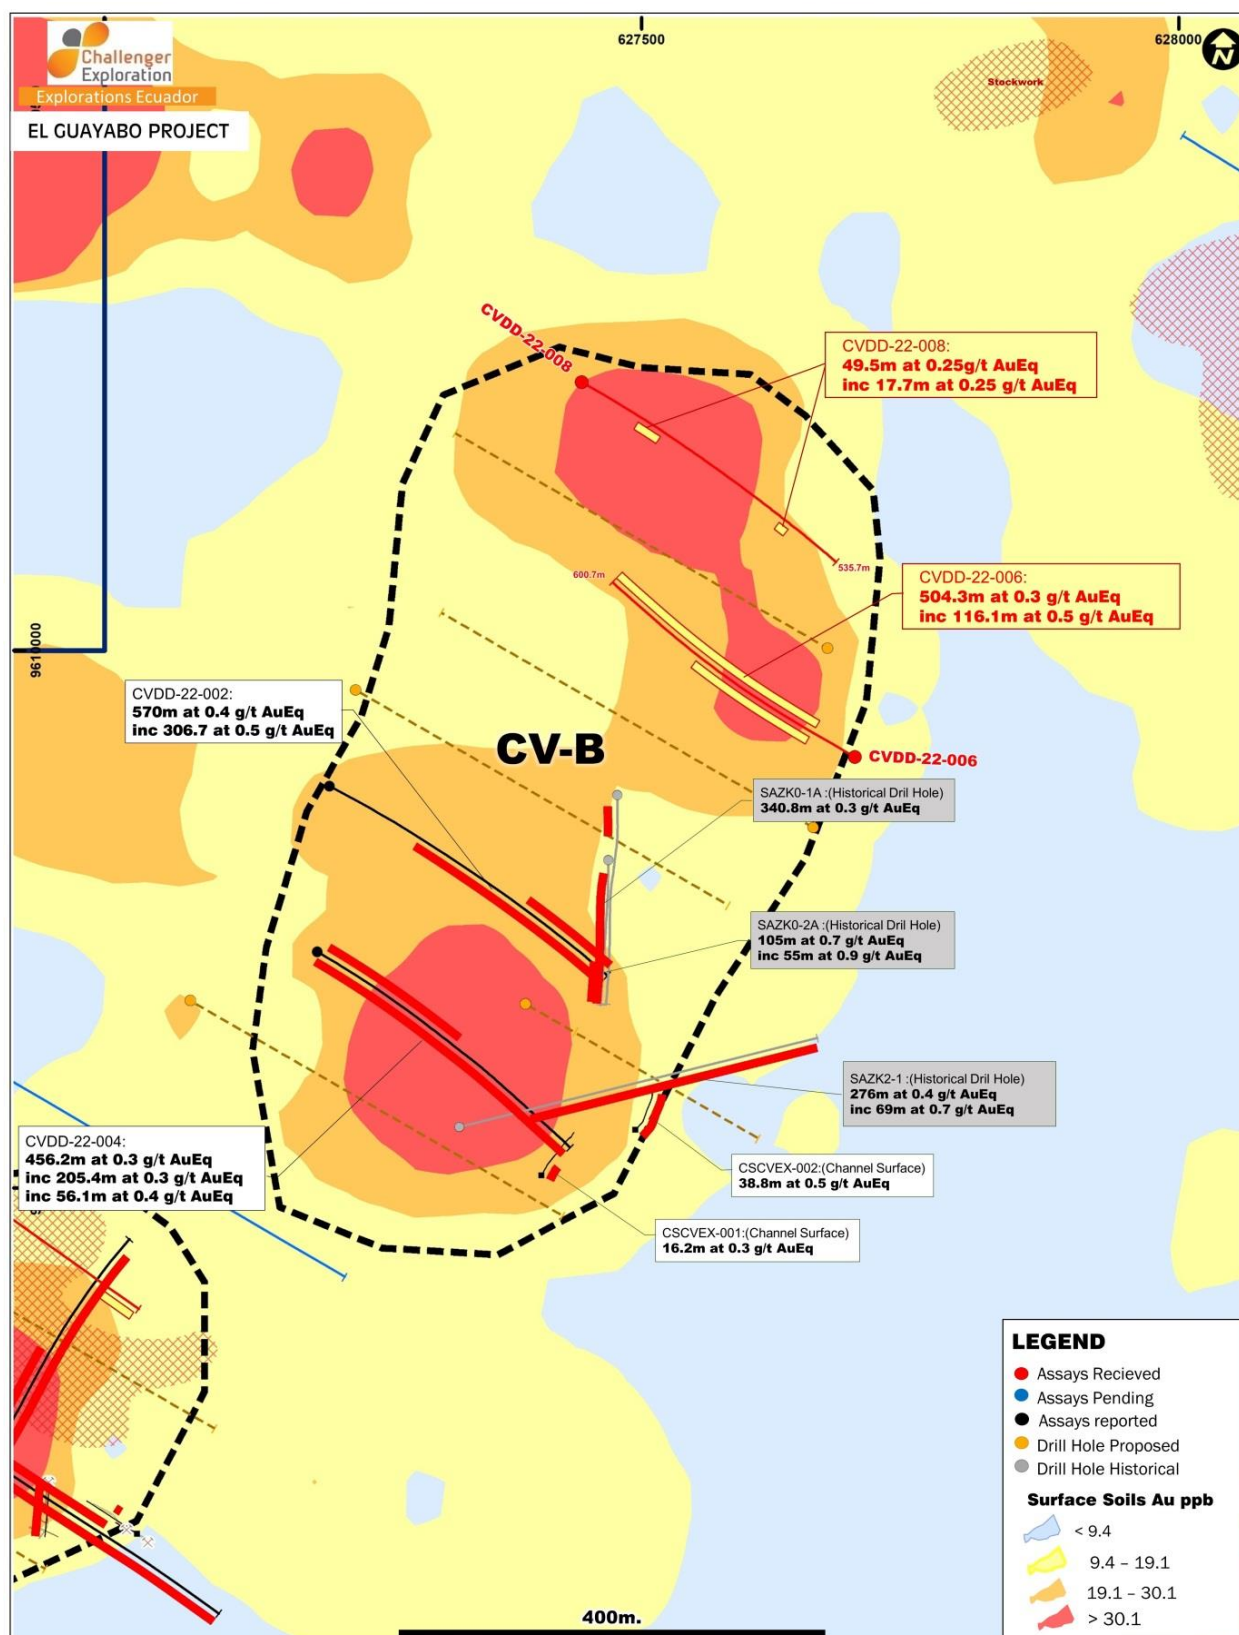 627500
628000
Challenger
Exploration
Explorations Ecuador
EL GUAYABO PROJECT
Stockwork
CVDD-22-008
CVDD-22-008:
49.5m at 0.25g/t AuEq
inc 17.7m at 0.25 g/t AuEq
600.7m
535.7m
CVDD-22-006:
504.3m at 0.3 g/t AuEq
inc 116.1m at 0.5 g/t AuEq
9610000
CVDD-22-002:
570m at 0.4 g/t AuEq
inc 306.7 at 0.5 g/t AuEq
CV-B
CVDD-22-006
SAZK0-1A :(Historical Dril Hole)
340.8m at 0.3 g/t AuEq
SAZK0-2A :(Historical Dril Hole)
105m at 0.7 g/t AuEq
inc 55m at 0.9 g/t AuEq
SAZK2-1 :(Historical Dril Hole)
276m at 0.4 g/t AuEq
inc 69m at 0.7 g/t AuEq
CVDD-22-004:
456.2m at 0.3 g/t AuEq
inc 205.4m at 0.3 g/t AuEq
inc 56.1m at 0.4 g/t AuEq
CSCVEX-002:(Channel Surface)
38.8m at 0.5 g/t AuEq
CSCVEX-001:(Channel Surface)
16.2m at 0.3 g/t AuEq
LEGEND
Assays Recieved
Assays Pending
Assays reported
Drill Hole Proposed
Drill Hole Historical
Surface Soils Au ppb
< 9.4
9.4 – 19.1
19.1 – 30.1
> 30.1
400m.